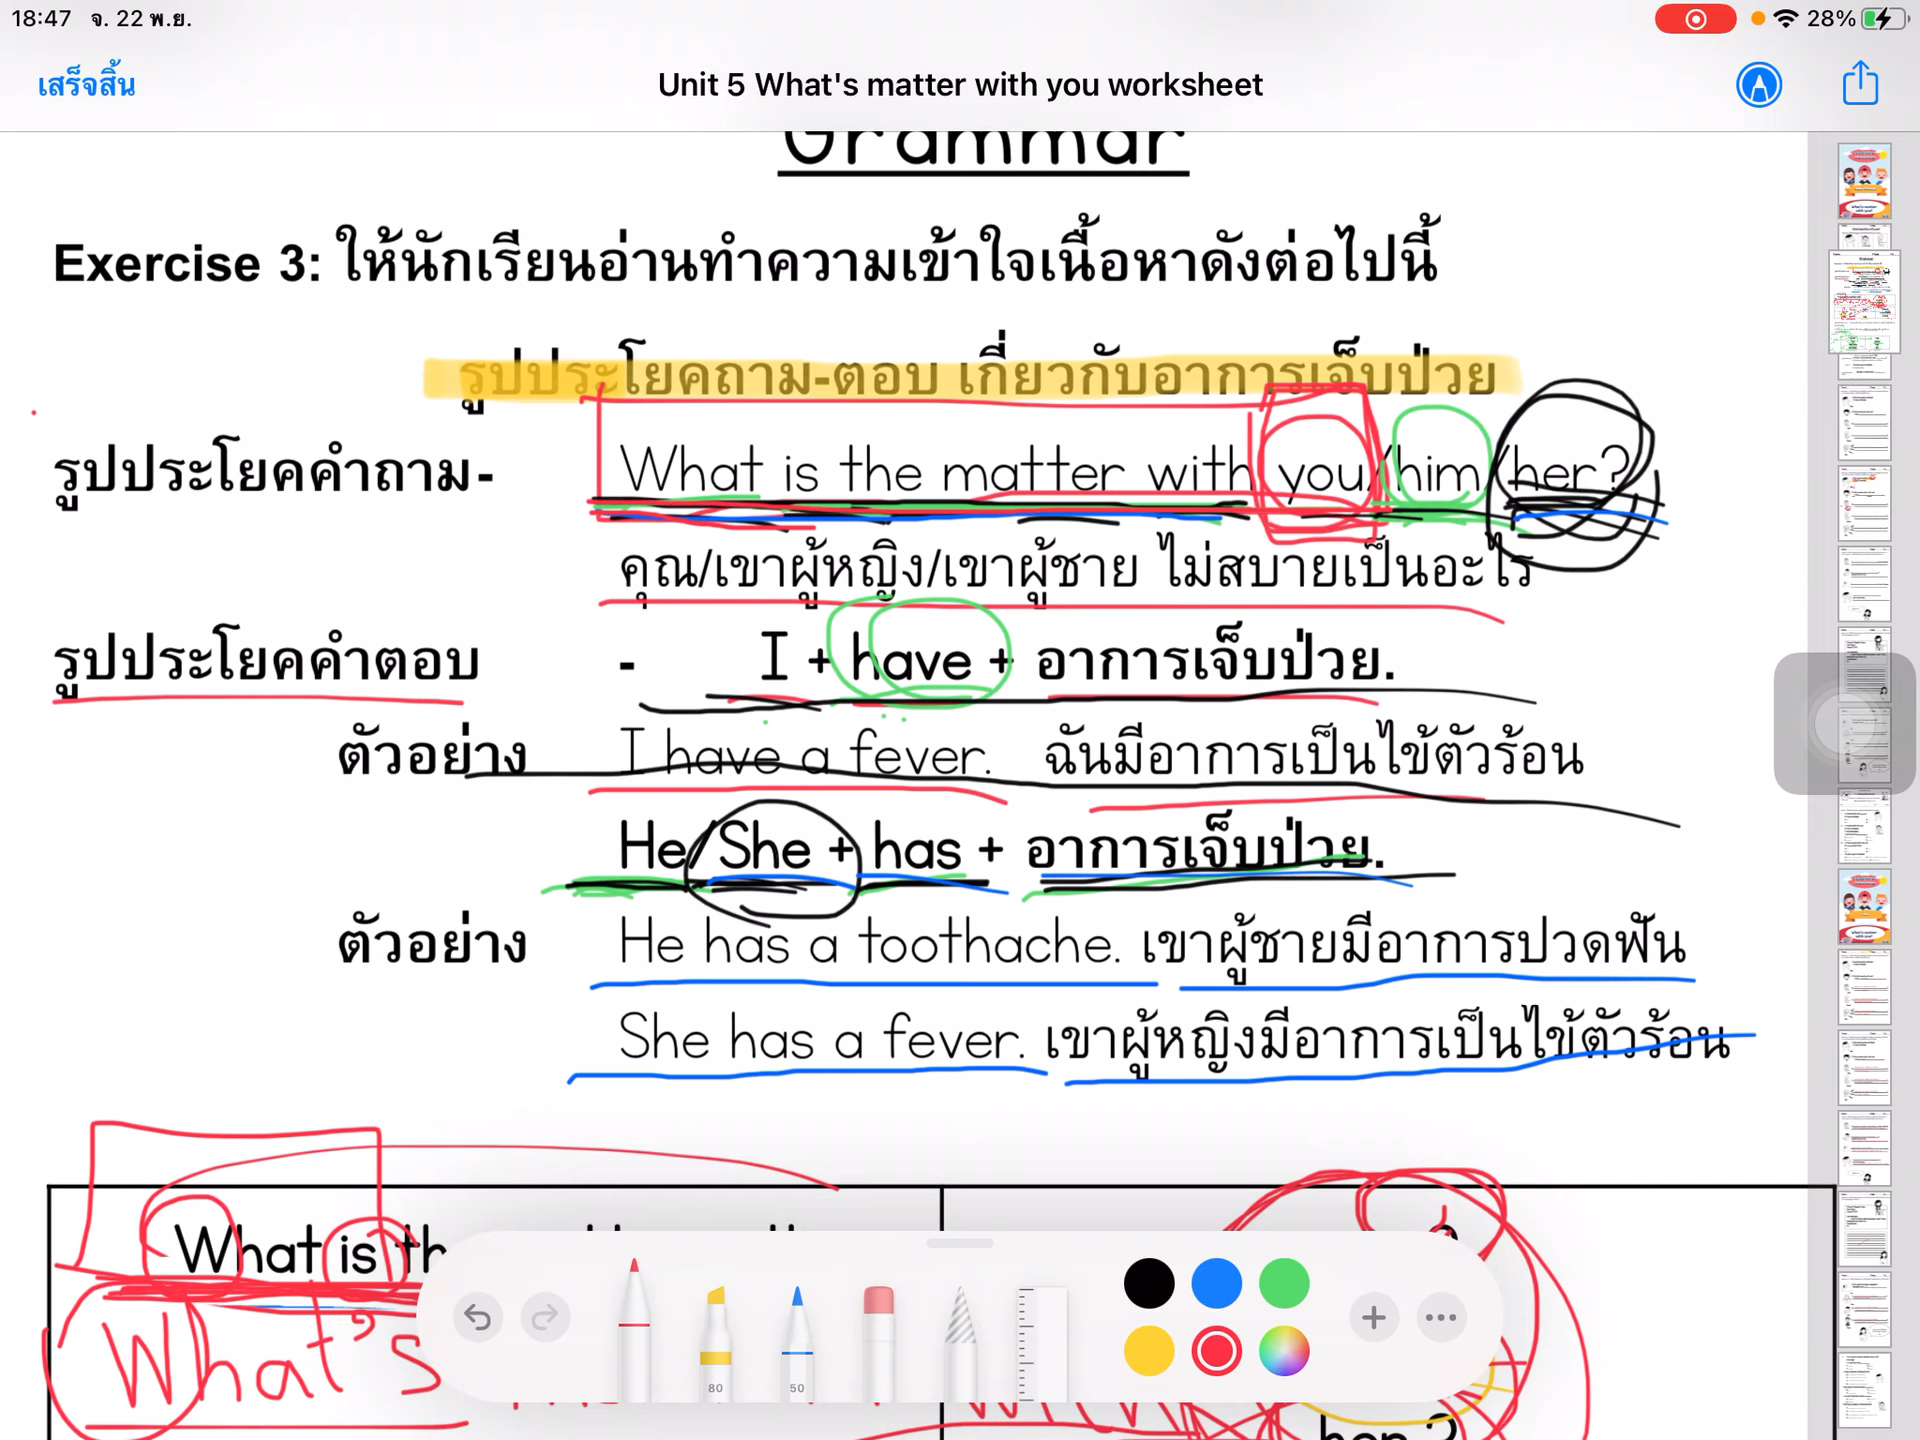 18:47 จ. 22 พ.ย.
28%
เสร็จสิ้น
Unit 5 What's matter with you worksheet
Grammar
Exercise 3: ให้นักเรียนอ่านทำความเข้าใจเนื้อหาดังต่อไปนี้
รูปประโยคถาม-ตอบ เกี่ยวกับอาการเจ็บป่วย
รูปประโยคคำถาม- What is the matter with you/him/her?
คุณ/เขาผู้หญิง/เขาผู้ชาย ไม่สบายเป็นอะไร
รูปประโยคคำตอบ - I + have + อาการเจ็บป่วย.
ตัวอย่าง I have a fever. ฉันมีอาการเป็นไข้ตัวร้อน
He/She + has + อาการเจ็บป่วย.
ตัวอย่าง He has a toothache. เขาผู้ชายมีอาการปวดฟัน
She has a fever. เขาผู้หญิงมีอาการเป็นไข้ตัวร้อน
What is
What's
80 50